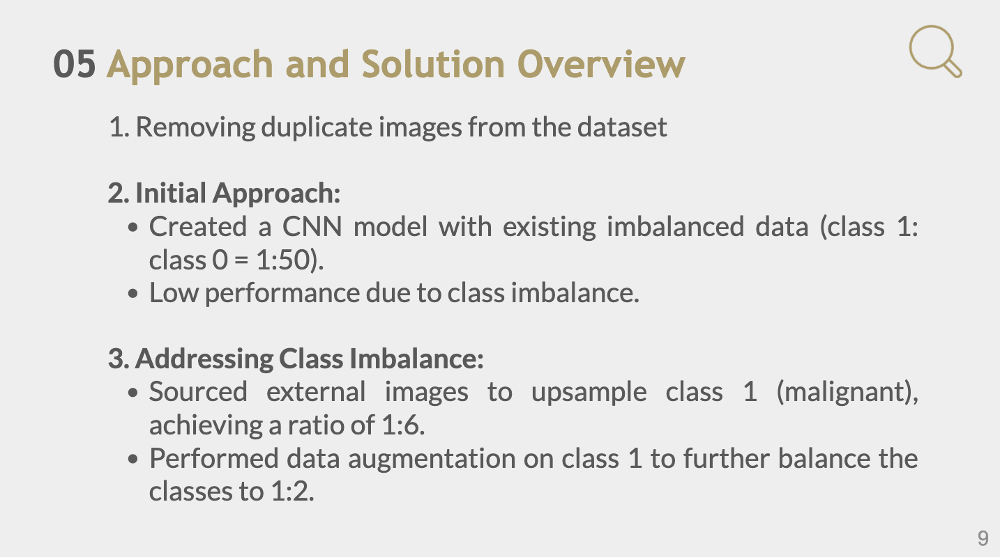 05 Approach and Solution Overview
1. Removing duplicate images from the dataset
2. Initial Approach:
• Created a CNN model with existing imbalanced data (class 1:
class 0 = 1:50).
• Low performance due to class imbalance.
3. Addressing Class Imbalance:
• Sourced external images to upsample class 1 (malignant),
achieving a ratio of 1:6.
• Performed data augmentation on class 1 to further balance the
classes to 1:2.
9